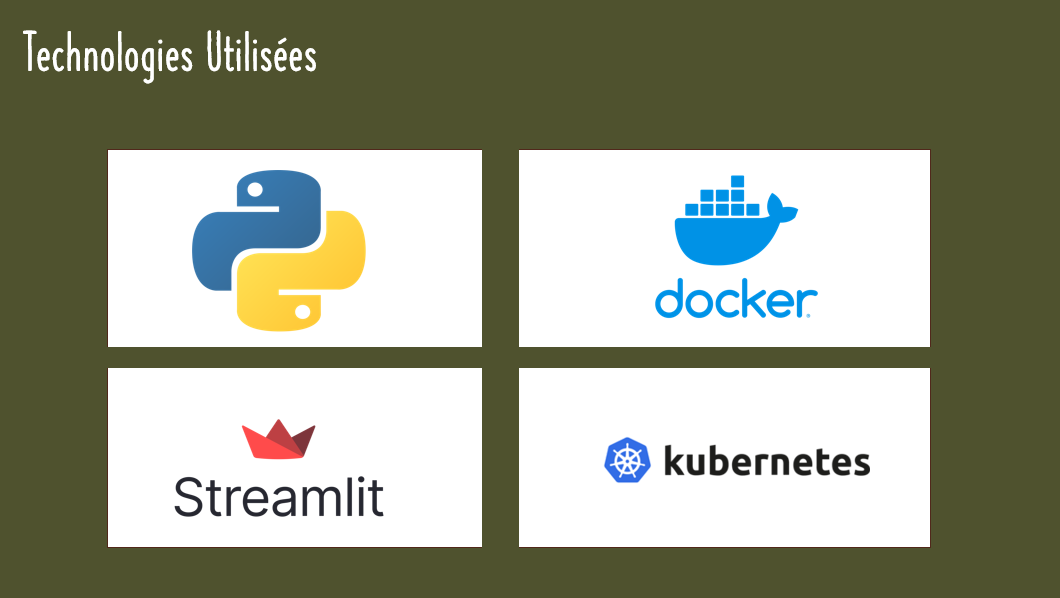 Technologies Utilisées
docker
Streamlit
kubernetes